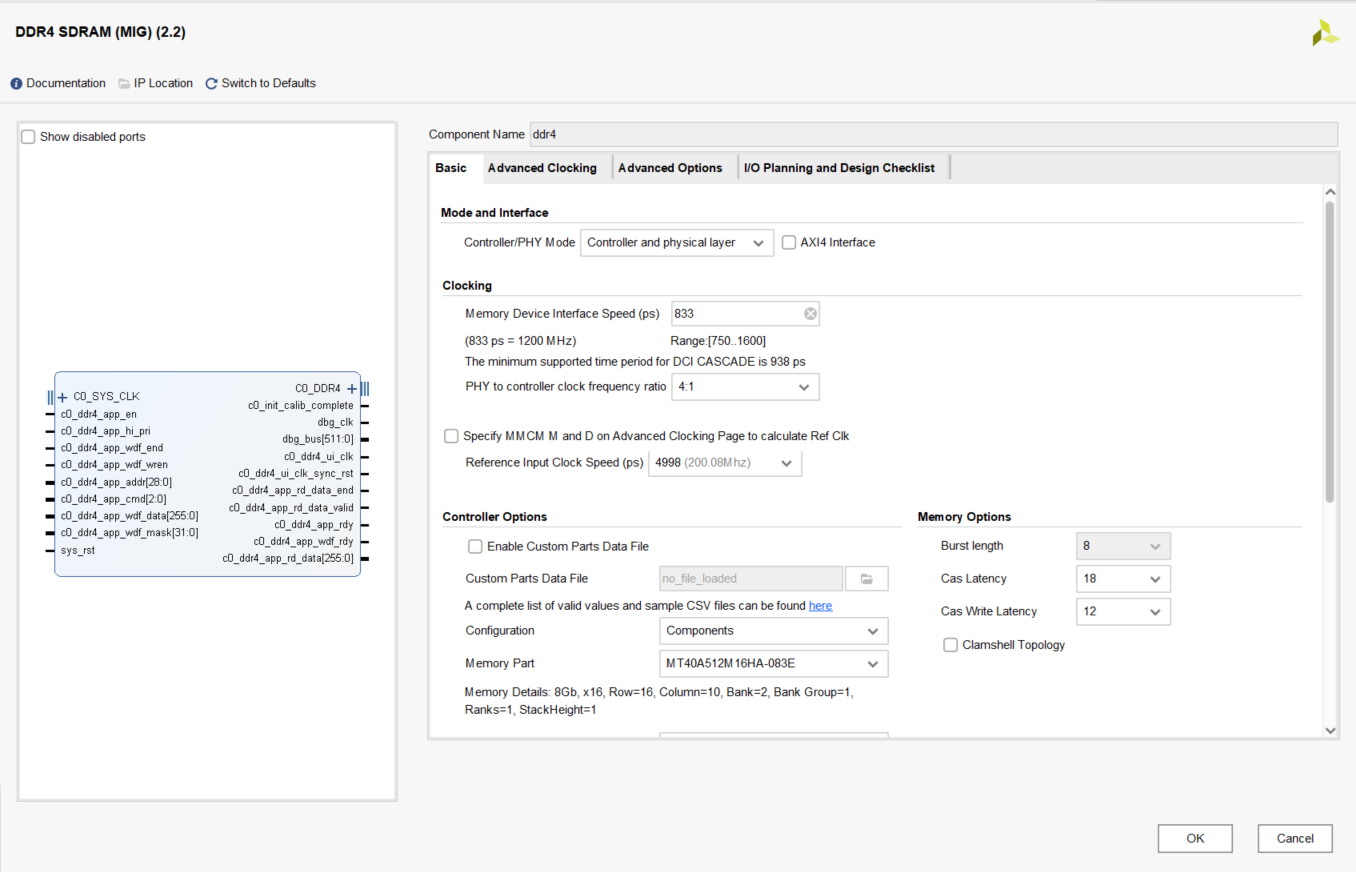 DDR4 SDRAM (MIG) (2.2)
Documentation IP Location Switch to Defaults
Show disabled ports
C0_SYS_CLK
c0_ddr4_app_en
c0_ddr4_app_hi_pri
c0_ddr4_app_wdf_end
c0_ddr4_app_wdf_wren
c0_ddr4_app_addr[28:0]
c0_ddr4_app_cmd[2:0]
c0_ddr4_app_wdf_data[255:0]
c0_ddr4_app_wdf_mask[31:0]
sys_rst
C0_DDR4
c0_init_calib_complete
dbg_clk
dbg_bus[511:0]
c0_ddr4_ui_clk
c0_ddr4_ui_clk_sync_rst
c0_ddr4_app_rd_data_end
c0_ddr4_app_rd_data_valid
c0_ddr4_app_rdy
c0_ddr4_app_wdf_rdy
c0_ddr4_app_rd_data[255:0]
Component Name ddr4
Basic Advanced Clocking Advanced Options I/O Planning and Design Checklist
Mode and Interface
Controller/PHY Mode Controller and physical layer AXI4 Interface
Clocking
Memory Device Interface Speed (ps) 833
(833 ps = 1200 MHz) Range:[750..1600]
The minimum supported time period for DCI CASCADE is 938 ps
PHY to controller clock frequency ratio 4:1
Specify MMCM M and D on Advanced Clocking Page to calculate Ref Clk
Reference Input Clock Speed (ps) 4998 (200.08Mhz)
Controller Options
Enable Custom Parts Data File
Custom Parts Data File no_file_loaded
A complete list of valid values and sample CSV files can be found here
Configuration Components
Memory Part MT40A512M16HA-083E
Memory Details: 8Gb, x16, Row=16, Column=10, Bank=2, Bank Group=1,
Ranks=1, StackHeight=1
Memory Options
Burst length 8
Cas Latency 18
Cas Write Latency 12
Clamshell Topology
OK Cancel